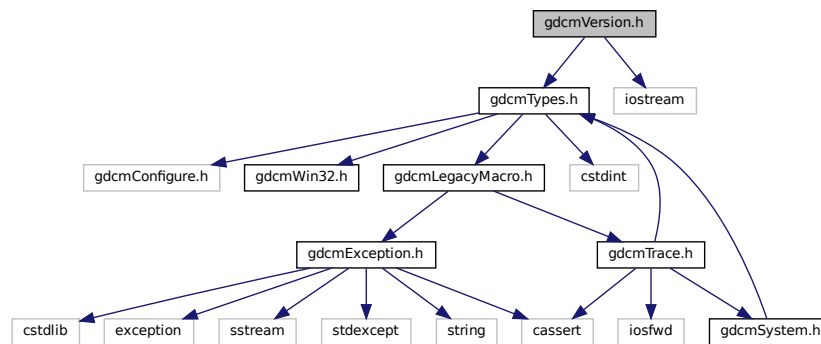 gdcmVersion.h
gdcmTypes.h
iostream
gdcmConfigure.h
gdcmWin32.h
gdcmLegacyMacro.h
cstdint
gdcmException.h
gdcmTrace.h
cstdlib
exception
sstream
stdexcept
string
cassert
iosfwd
gdcmSystem.h